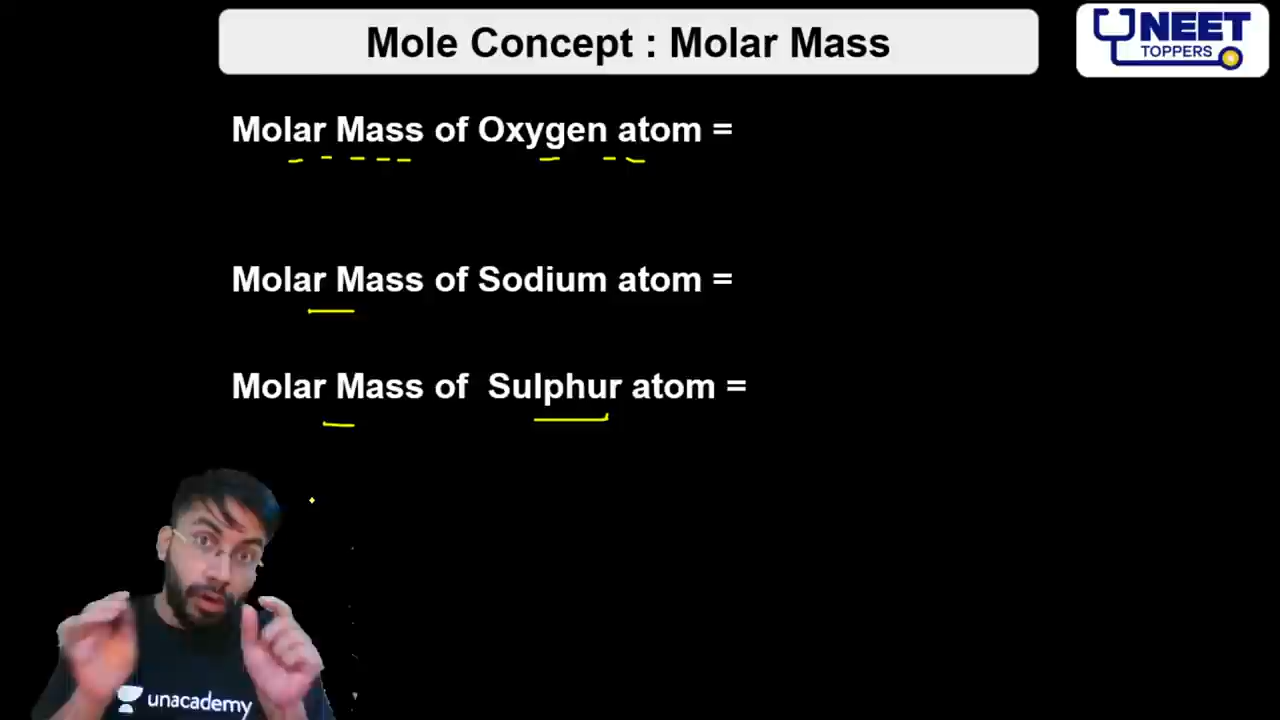 Mole Concept : Molar Mass
NEET
TOPPERS
Molar Mass of Oxygen atom =
Molar Mass of Sodium atom =
Molar Mass of Sulphur atom =
unacademy